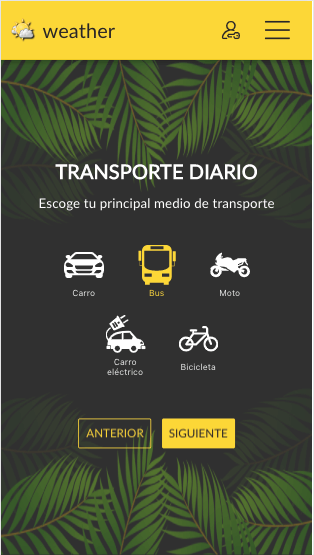 weather
TRANSPORTE DIARIO
Escoge tu principal medio de transporte
Carro
Bus
Moto
Carro
eléctrico
Bicicleta
ANTERIOR
SIGUIENTE